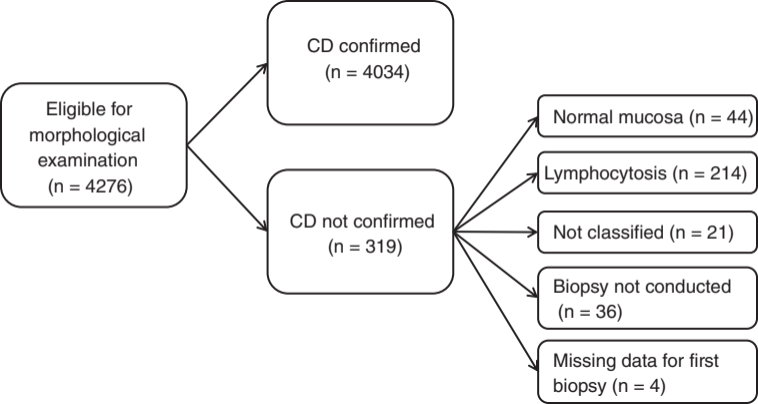 Eligible for
morphological
examination
(n = 4276)
CD confirmed
(n = 4034)
CD not confirmed
(n = 319)
Normal mucosa (n = 44)
Lymphocytosis (n = 214)
Not classified (n = 21)
Biopsy not conducted
(n = 36)
Missing data for first
biopsy (n = 4)